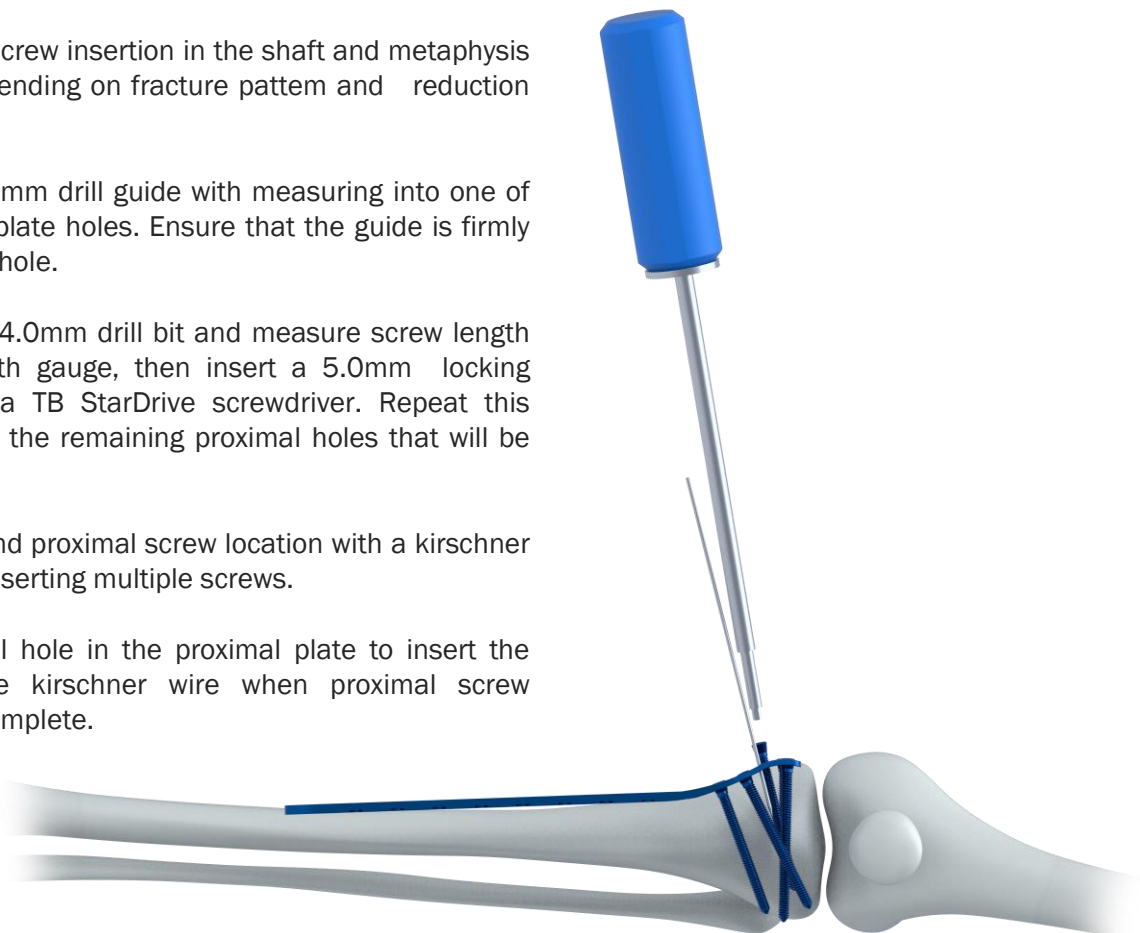 crew insertion in the shaft and metaphysis
ending on fracture pattem and reduction
mm drill guide with measuring into one of
plate holes. Ensure that the guide is firmly
hole.
4.0mm drill bit and measure screw length
th gauge, then insert a 5.0mm locking
a TB StarDrive screwdriver. Repeat this
the remaining proximal holes that will be
nd proximal screw location with a kirschner
serting multiple screws.
l hole in the proximal plate to insert the
e kirschner wire when proximal screw
mplete.